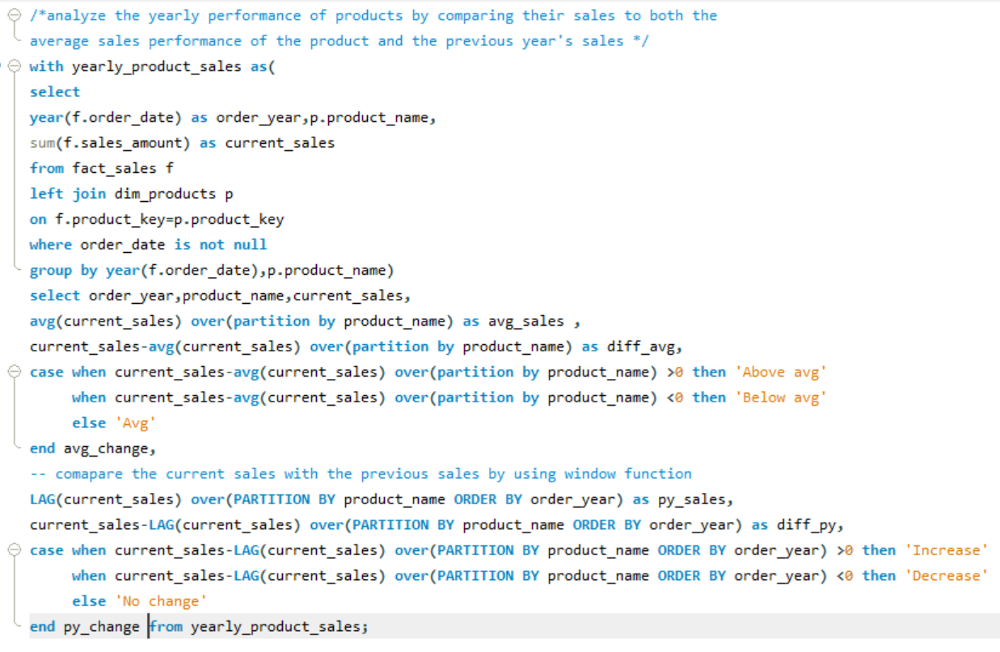 /*analyze the yearly performance of products by comparing their sales to both the
average sales performance of the product and the previous year's sales */
with yearly_product_sales as(
select
year(f.order_date) as order_year,p.product_name,
sum(f.sales_amount) as current_sales
from fact_sales f
left join dim_products p
on f.product_key=p.product_key
where order_date is not null
group by year(f.order_date),p.product_name)
select order_year,product_name,current_sales,
avg(current_sales) over(partition by product_name) as avg_sales ,
current_sales-avg(current_sales) over(partition by product_name) as diff_avg,
case when current_sales-avg(current_sales) over(partition by product_name) >0 then 'Above avg'
when current_sales-avg(current_sales) over(partition by product_name) <0 then 'Below avg'
else 'Avg'
end avg_change,
-- comapare the current sales with the previous sales by using window function
LAG(current_sales) over(PARTITION BY product_name ORDER BY order_year) as py_sales,
current_sales-LAG(current_sales) over(PARTITION BY product_name ORDER BY order_year) as diff_py,
case when current_sales-LAG(current_sales) over(PARTITION BY product_name ORDER BY order_year) >0 then 'Increase'
when current_sales-LAG(current_sales) over(PARTITION BY product_name ORDER BY order_year) <0 then 'Decrease'
else 'No change'
end py_change from yearly_product_sales;